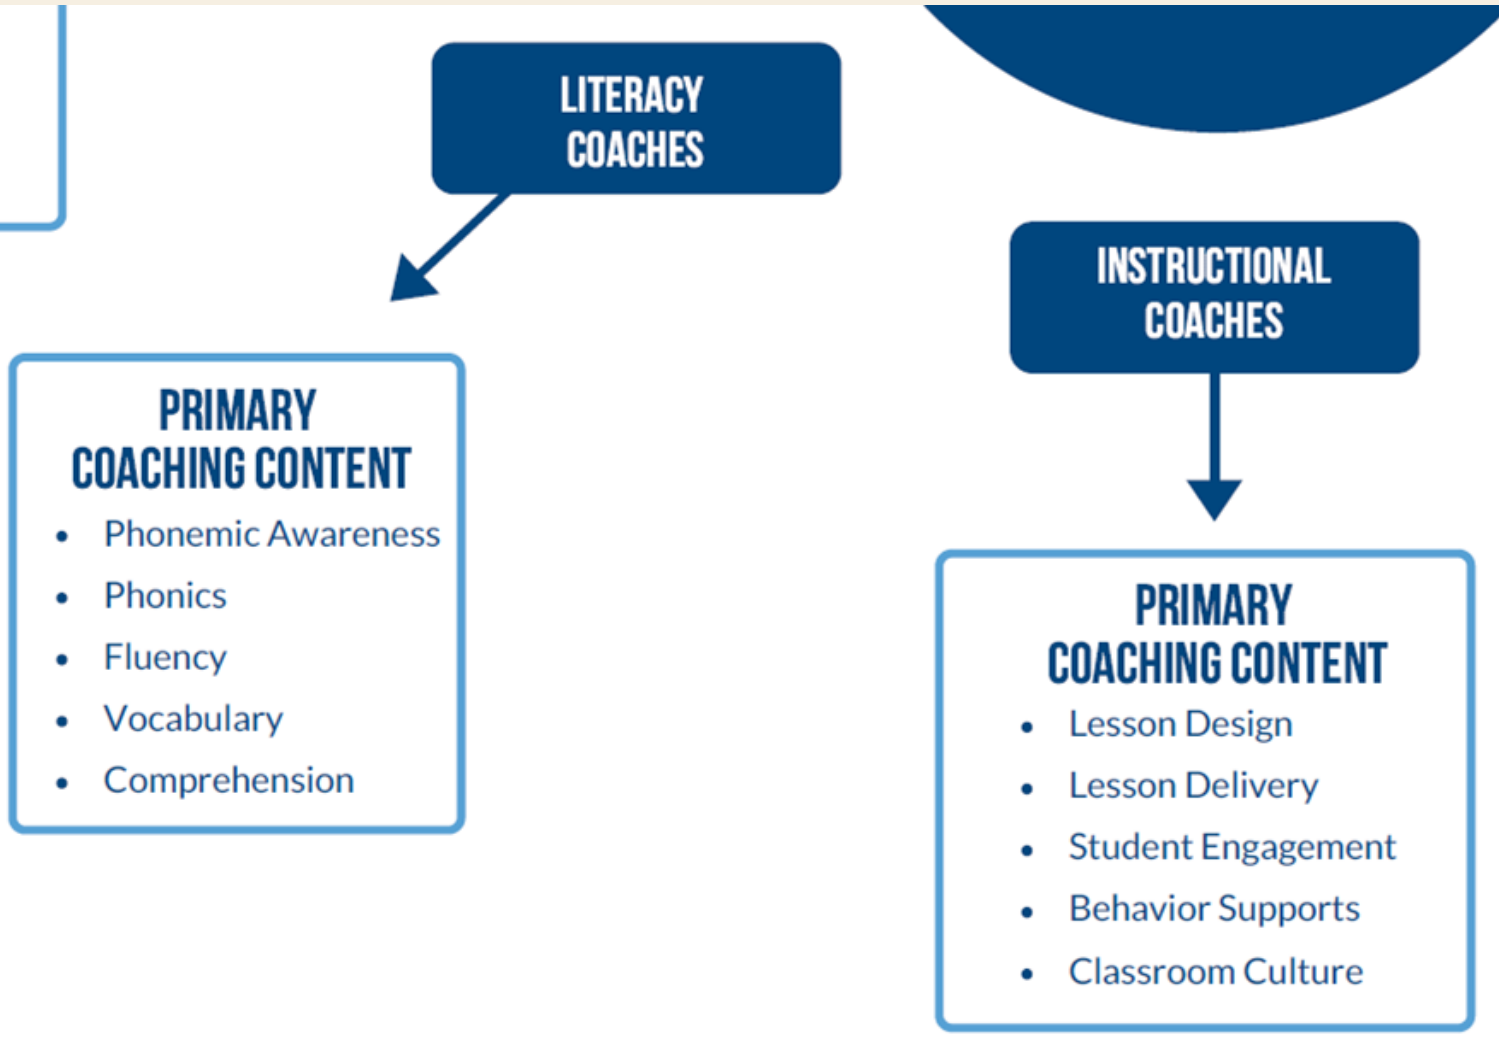 LITERACY
COACHES
PRIMARY
COACHING CONTENT
• Phonemic Awareness
• Phonics
• Fluency
• Vocabulary
• Comprehension
INSTRUCTIONAL
COACHES
PRIMARY
COACHING CONTENT
• Lesson Design
• Lesson Delivery
• Student Engagement
• Behavior Supports
• Classroom Culture